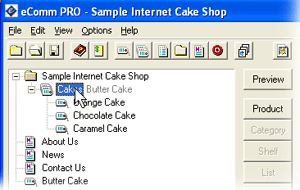 eComm PRO - Sample Internet Cake Shop
File Edit View Options Help
Sample Internet Cake Shop
Cakes Butter Cake
Orange Cake
Chocolate Cake
Caramel Cake
About Us
News
Contact Us
Butter Cake
Preview
Product
Category
Shelf
List